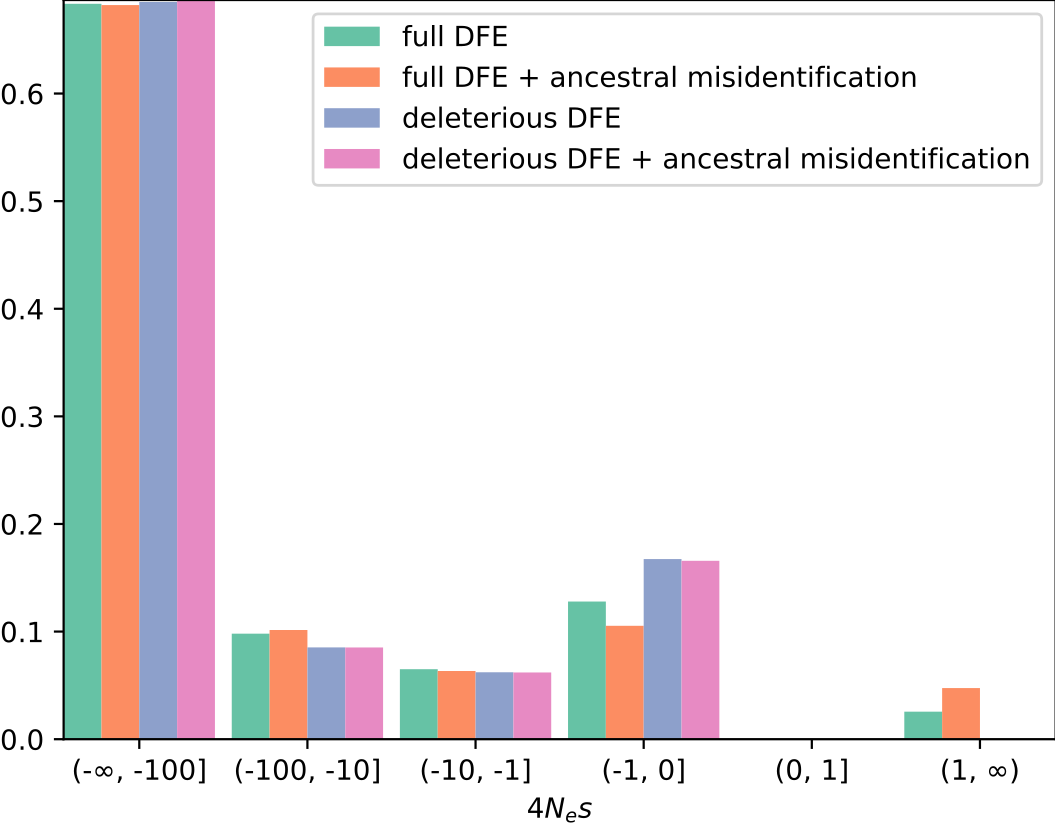 full DFE
full DFE + ancestral misidentification
deleterious DFE
deleterious DFE + ancestral misidentification
0.6
0.5
0.4
0.3
0.2
0.1
0.0
(-∞, -100] (-100, -10] (-10, -1] (-1, 0] (0, 1] (1, ∞)
4Nₑs